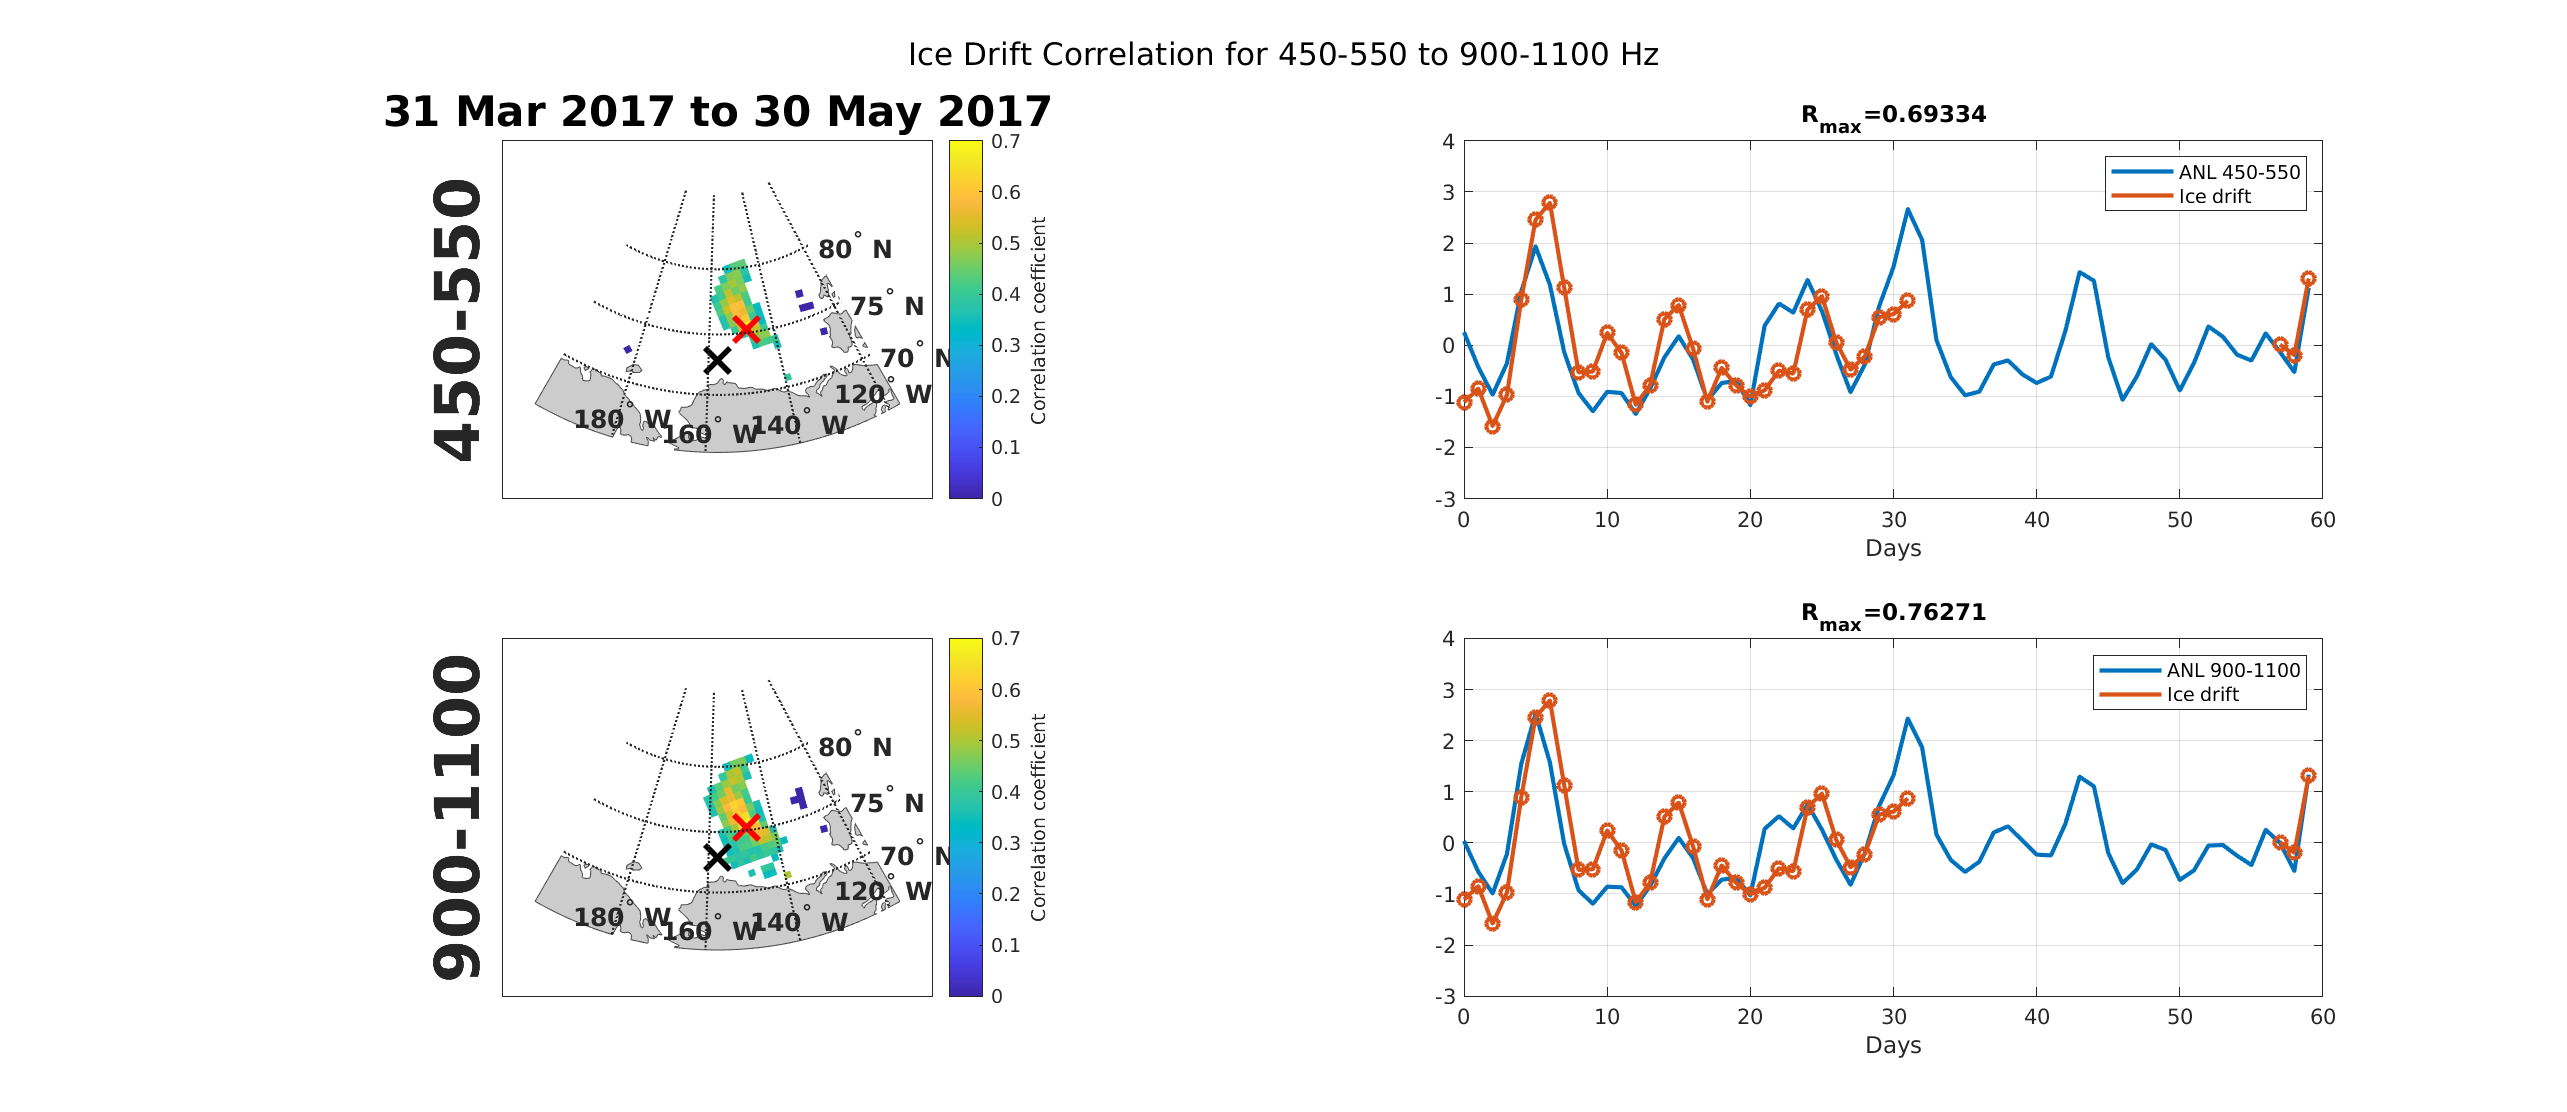 Ice Drift Correlation for 450-550 to 900-1100 Hz
31 Mar 2017 to 30 May 2017
450-550
80° N
75° N
70° N
120° W
140° W
160° W
180° W
0.7
0.6
0.5
0.4
0.3
0.2
0.1
0
Correlation coefficient
Rmax=0.69334
ANL 450-550
Ice drift
4
3
2
1
0
-1
-2
-3
0 10 20 30 40 50 60
Days
900-1100
80° N
75° N
70° N
120° W
140° W
160° W
180° W
0.7
0.6
0.5
0.4
0.3
0.2
0.1
0
Correlation coefficient
Rmax=0.76271
ANL 900-1100
Ice drift
4
3
2
1
0
-1
-2
-3
0 10 20 30 40 50 60
Days